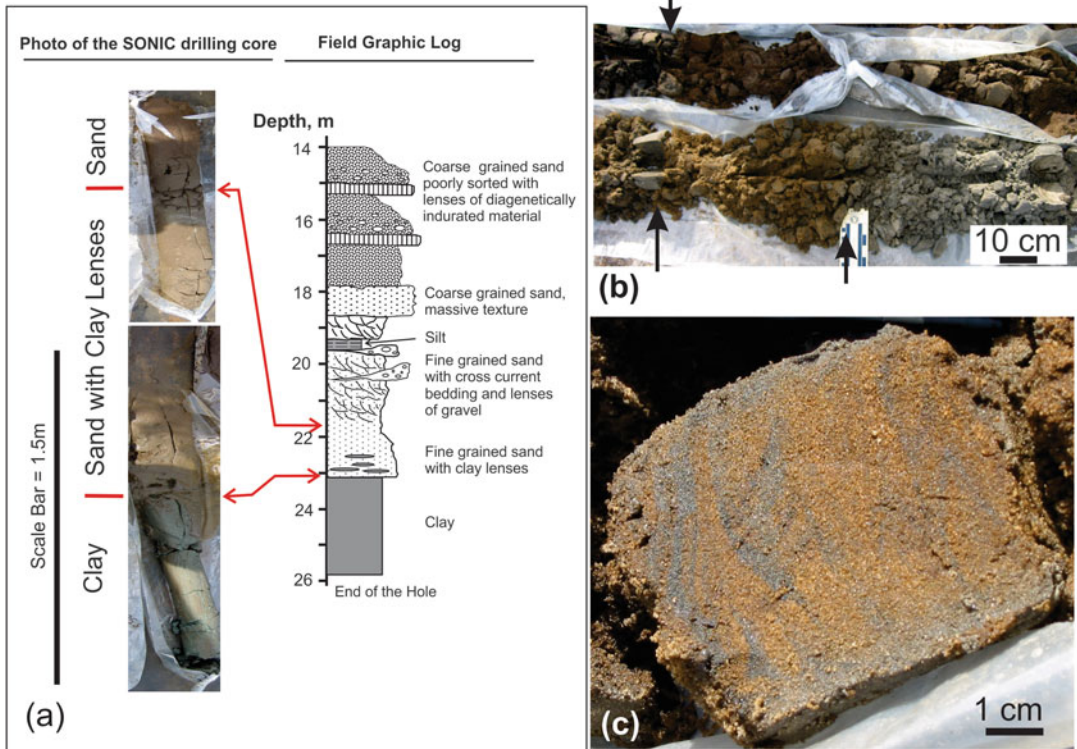 Photo of the SONIC drilling core
Field Graphic Log
Sand
Sand with Clay Lenses
Clay
Scale Bar = 1.5m
Depth, m
14
16
18
20
22
24
26
Coarse grained sand
poorly sorted with
lenses of diagenetically
indurated material
Coarse grained sand,
massive texture
Silt
Fine grained sand
with cross current
bedding and lenses
of gravel
Fine grained sand
with clay lenses
Clay
End of the Hole
(a)
10 cm
(b)
(c)
1 cm